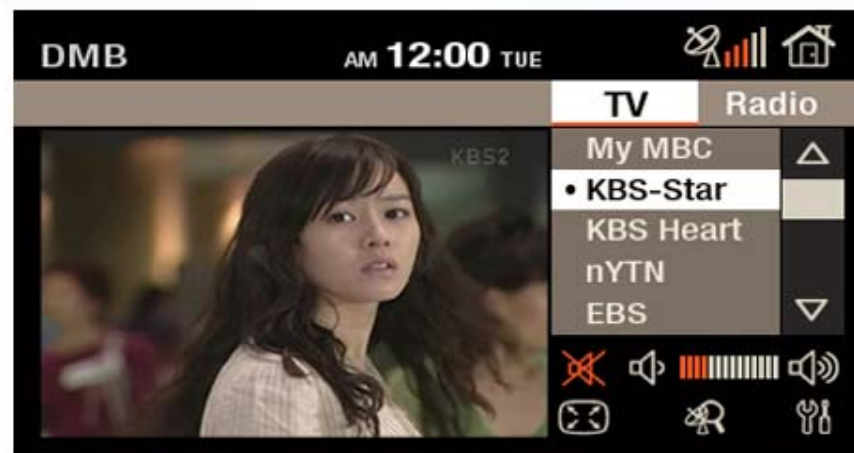 DMB
AM 12:00 TUE
TV
Radio
KBS2
My MBC
• KBS-Star
KBS Heart
nYTN
EBS